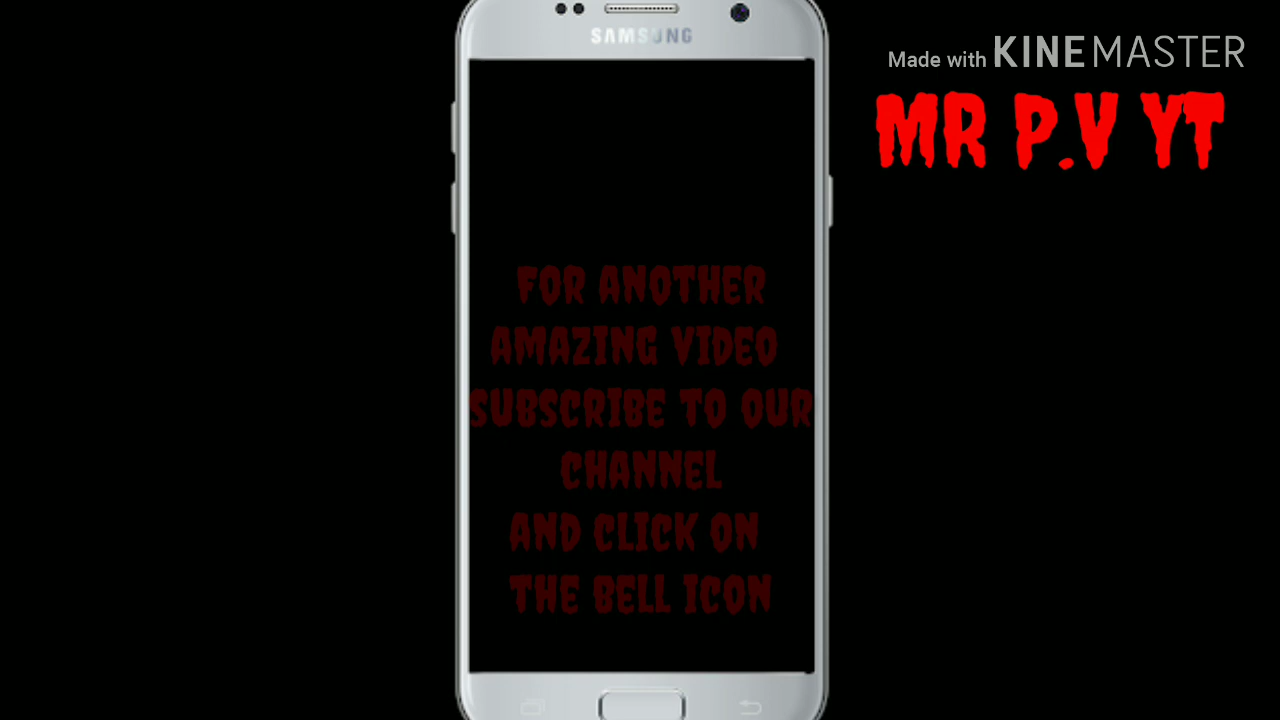 SAMSUNG
Made with KINEMASTER
MR P.V YT
FOR ANOTHER
AMAZING VIDEO
SUBSCRIBE TO OUR
CHANNEL
AND CLICK ON
THE BELL ICON